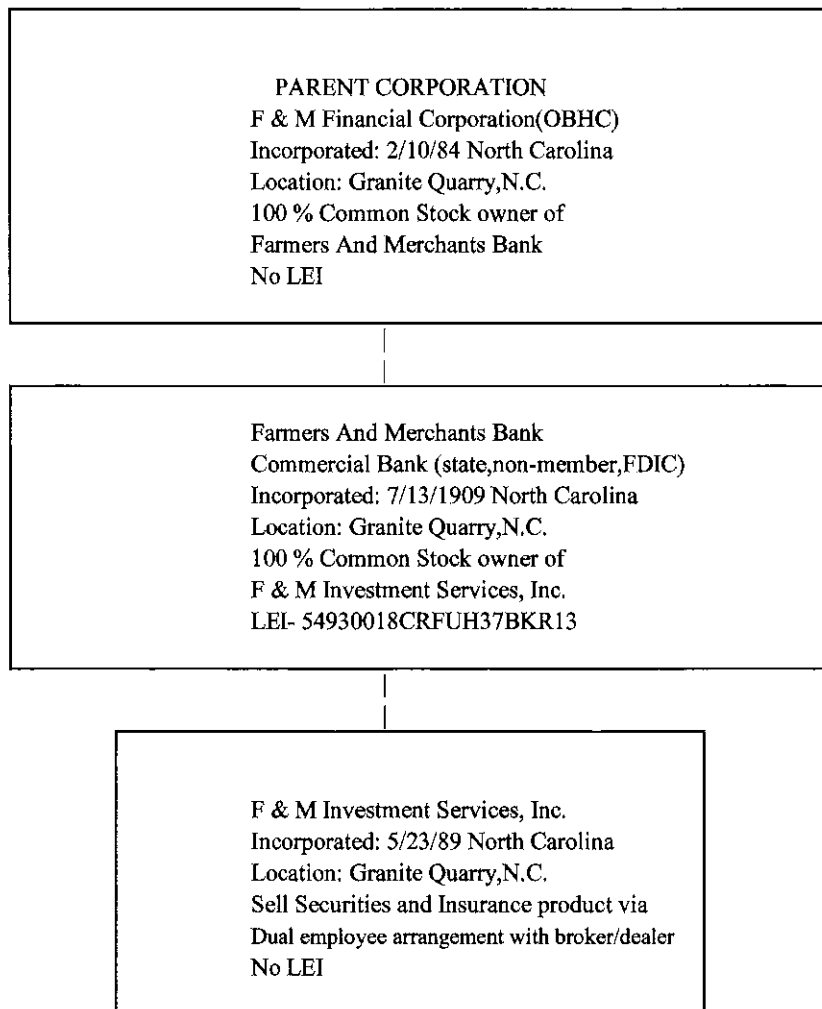 PARENT CORPORATION
F & M Financial Corporation(OBHC)
Incorporated: 2/10/84 North Carolina
Location: Granite Quarry,N.C.
100 % Common Stock owner of
Farmers And Merchants Bank
No LEI
Farmers And Merchants Bank
Commercial Bank (state,non-member,FDIC)
Incorporated: 7/13/1909 North Carolina
Location: Granite Quarry,N.C.
100 % Common Stock owner of
F & M Investment Services, Inc.
LEI- 54930018CRFUH37BKR13
F & M Investment Services, Inc.
Incorporated: 5/23/89 North Carolina
Location: Granite Quarry,N.C.
Sell Securities and Insurance product via
Dual employee arrangement with broker/dealer
No LEI